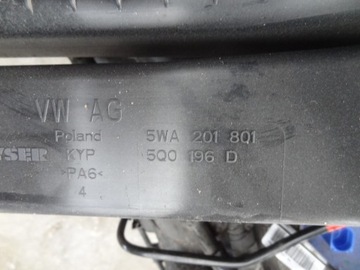 VW AG
Poland 5WA 201 801
KYP 5Q0 196 D
>PA6<
4